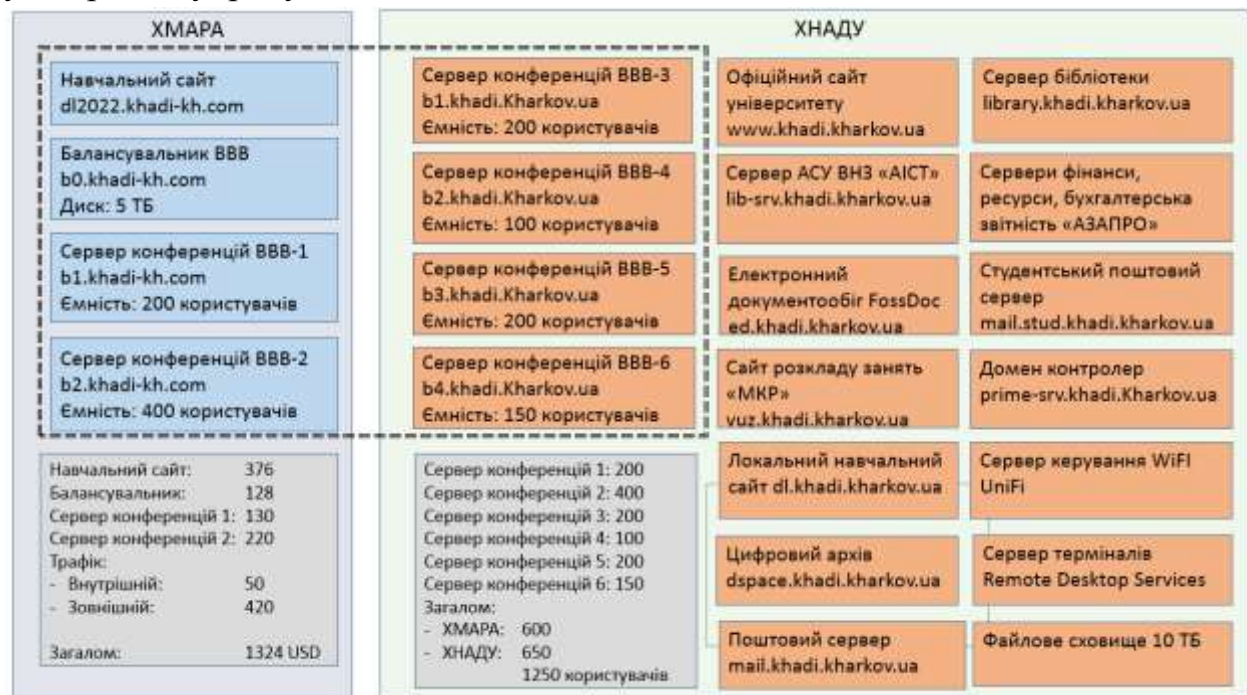 ХМАРА
Навчальний сайт
dl2022.khadi-kh.com
Балансувальник BBB
b0.khadi-kh.com
Диск: 5 ТБ
Сервер конференцій BBB-1
b1.khadi-kh.com
Ємність: 200 користувачів
Сервер конференцій BBB-2
b2.khadi-kh.com
Ємність: 400 користувачів
Навчальний сайт: 376
Балансувальник: 128
Сервер конференцій 1: 130
Сервер конференцій 2: 220
Трафік:
- Внутрішній: 50
- Зовнішній: 420
Загалом: 1324 USD
ХНАДУ
Сервер конференцій BBB-3
b1.khadi.Kharkov.ua
Ємність: 200 користувачів
Сервер конференцій BBB-4
b2.khadi.Kharkov.ua
Ємність: 100 користувачів
Сервер конференцій BBB-5
b3.khadi.Kharkov.ua
Ємність: 200 користувачів
Сервер конференцій BBB-6
b4.khadi.Kharkov.ua
Ємність: 150 користувачів
Сервер конференцій 1: 200
Сервер конференцій 2: 400
Сервер конференцій 3: 200
Сервер конференцій 4: 100
Сервер конференцій 5: 200
Сервер конференцій 6: 150
Загалом:
- ХМАРА: 600
- ХНАДУ: 650
1250 користувачів
Офіційний сайт
університету
www.khadi.kharkov.ua
Сервер АСУ ВНЗ «АІСТ»
lib-srv.khadi.kharkov.ua
Електронний
документообіг FossDoc
ed.khadi.kharkov.ua
Сайт розкладу занять
«МКР»
vuz.khadi.kharkov.ua
Локальний навчальний
сайт dl.khadi.kharkov.ua
Цифровий архів
dspace.khadi.kharkov.ua
Поштовий сервер
mail.khadi.kharkov.ua
Сервер бібліотеки
library.khadi.kharkov.ua
Сервери фінанси,
ресурси, бухгалтерська
звітність «АЗАПРО»
Студентський поштовий
сервер
mail.stud.khadi.kharkov.ua
Домен контролер
prime-srv.khadi.Kharkov.ua
Сервер керування WiFI
UniFi
Сервер терміналів
Remote Desktop Services
Файлове сховище 10 ТБ